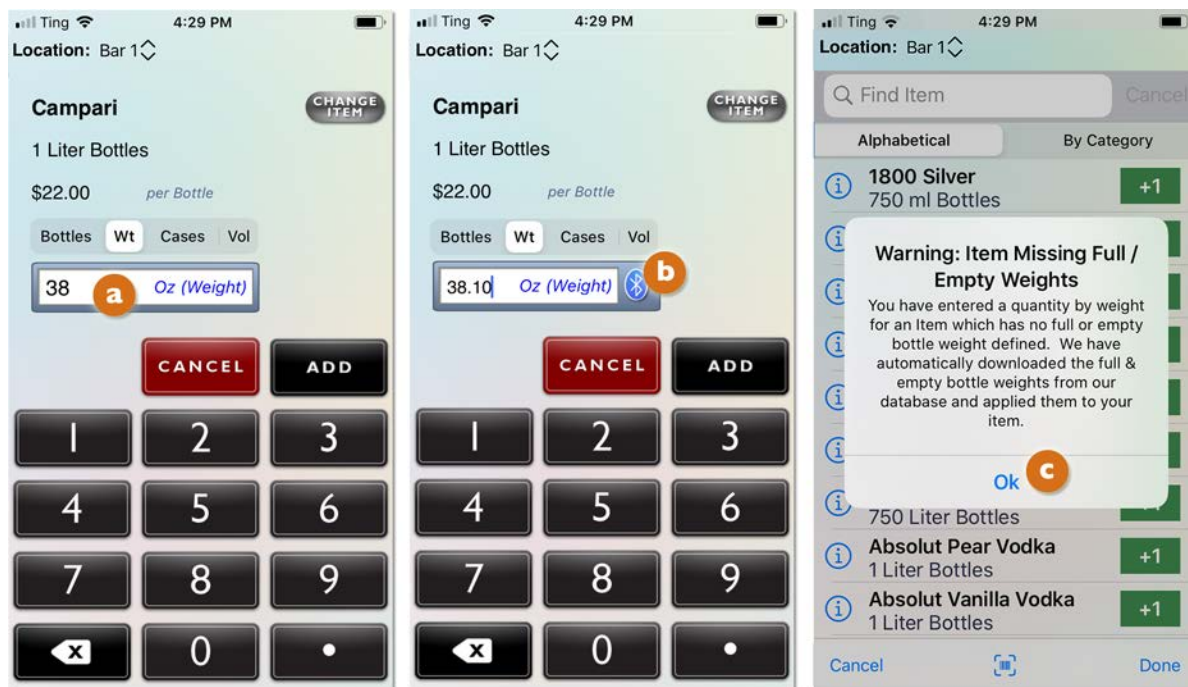 Ting 4:29 PM
Location: Bar 1
Campari
CHANGE ITEM
1 Liter Bottles
$22.00 per Bottle
Bottles Wt Cases Vol
38 a Oz (Weight)
CANCEL ADD
1 2 3
4 5 6
7 8 9
x 0 •
Ting 4:29 PM
Location: Bar 1
Campari
CHANGE ITEM
1 Liter Bottles
$22.00 per Bottle
Bottles Wt Cases Vol
38.10 Oz (Weight) b
CANCEL ADD
1 2 3
4 5 6
7 8 9
x 0 •
Ting 4:29 PM
Location: Bar 1
Find Item Cancel
Alphabetical By Category
1800 Silver
750 ml Bottles
+1
Warning: Item Missing Full /
Empty Weights
You have entered a quantity by weight
for an Item which has no full or empty
bottle weight defined. We have
automatically downloaded the full &
empty bottle weights from our
database and applied them to your
item.
Ok c
750 Liter Bottles
Absolut Pear Vodka
1 Liter Bottles
+1
Absolut Vanilla Vodka
1 Liter Bottles
+1
Cancel Done